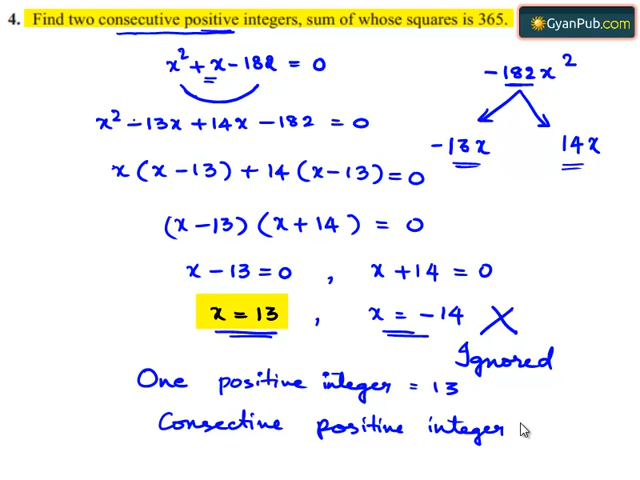 4. Find two consecutive positive integers, sum of whose squares is 365.
GyanPub.com
x² + x - 182 = 0
-182x²
x² - 13x + 14x - 182 = 0
-13x 14x
x (x - 13) + 14 (x - 13) = 0
(x - 13) (x + 14) = 0
x - 13 = 0 , x + 14 = 0
x = 13 , x = -14 X
Ignored
One positive integer = 13
Consective positive integer